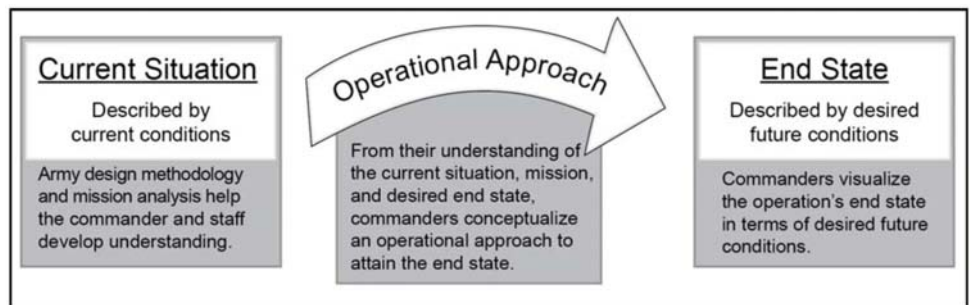 Current Situation
Described by
current conditions
Army design methodology
and mission analysis help
the commander and staff
develop understanding.
Operational Approach
From their understanding of
the current situation, mission,
and desired end state,
commanders conceptualize
an operational approach to
attain the end state.
End State
Described by desired
future conditions
Commanders visualize
the operation's end state
in terms of desired future
conditions.